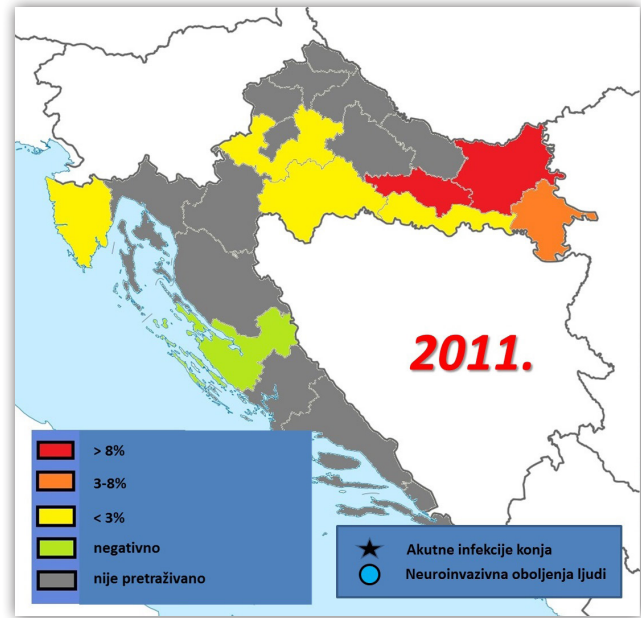 2011.
> 8%
3-8%
< 3%
negativno
nije pretraživano
Akutne infekcije konja
Neuroinvazivna oboljenja ljudi